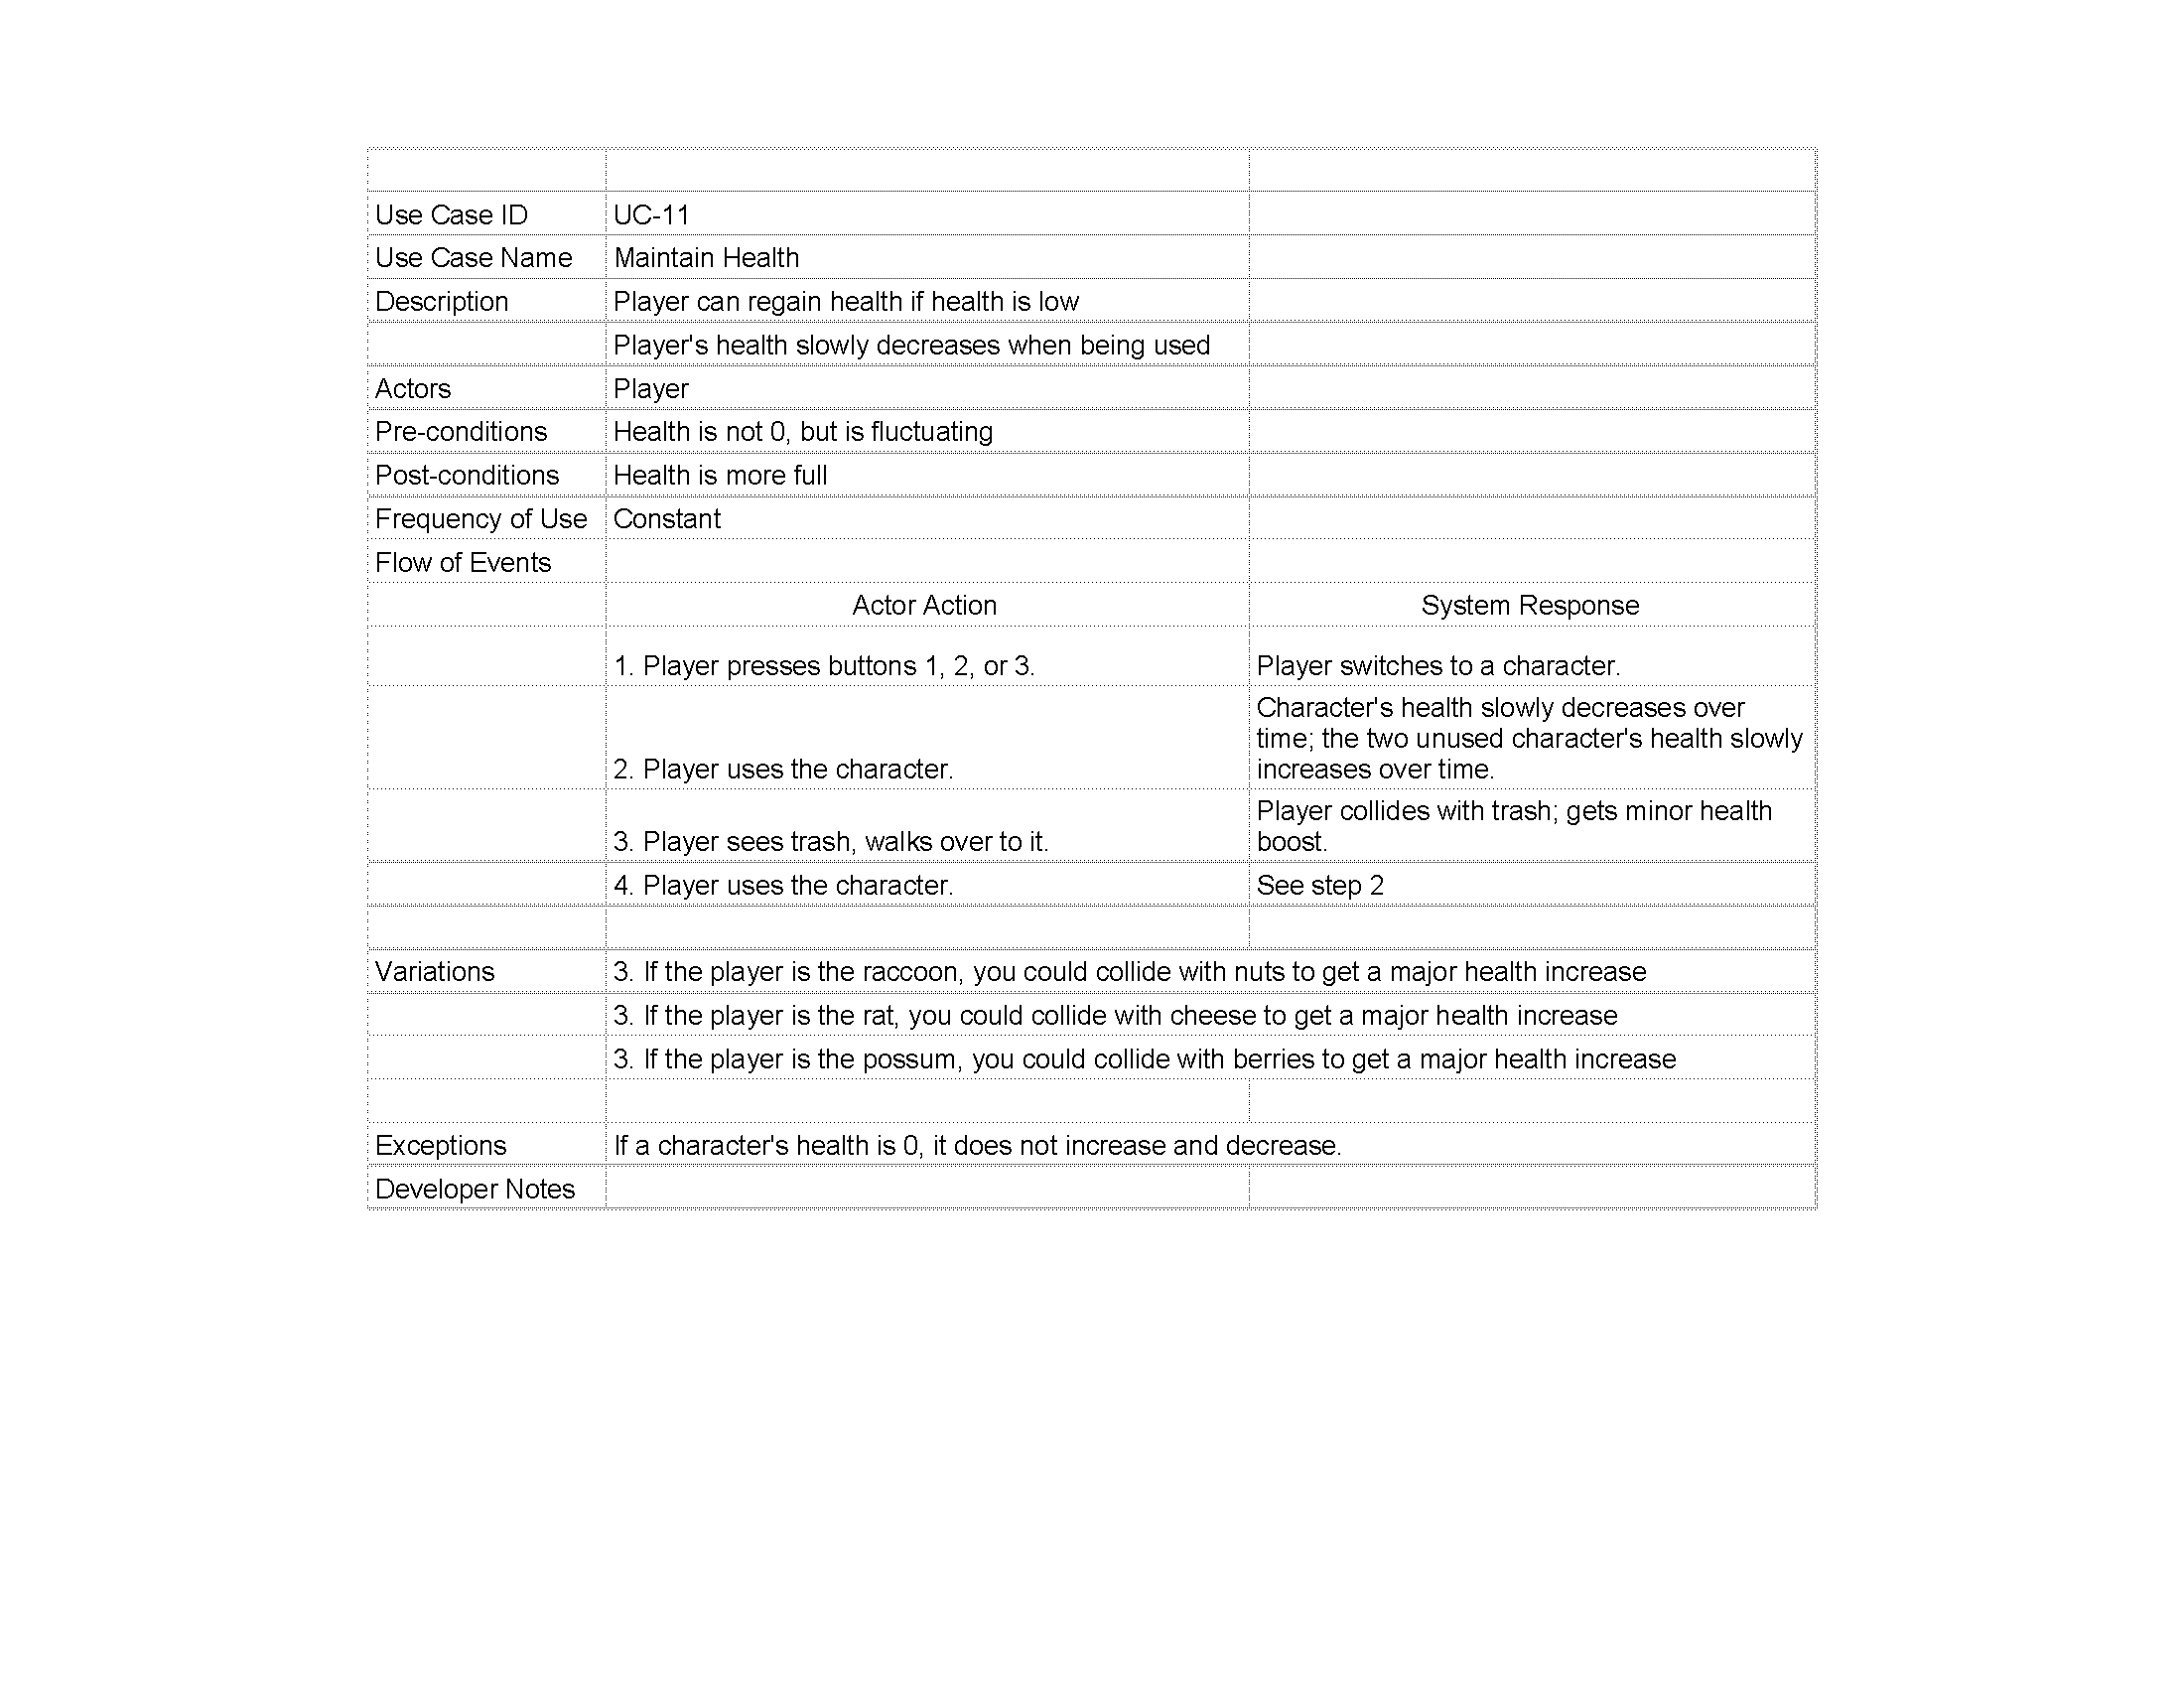 Use Case ID UC-11
Use Case Name Maintain Health
Description Player can regain health if health is low
Player's health slowly decreases when being used
Actors Player
Pre-conditions Health is not 0, but is fluctuating
Post-conditions Health is more full
Frequency of Use Constant
Flow of Events
Actor Action System Response
1. Player presses buttons 1, 2, or 3. Player switches to a character.
Character's health slowly decreases over
time; the two unused character's health slowly
2. Player uses the character. increases over time.
Player collides with trash; gets minor health
3. Player sees trash, walks over to it. boost.
4. Player uses the character. See step 2
Variations 3. If the player is the raccoon, you could collide with nuts to get a major health increase
3. If the player is the rat, you could collide with cheese to get a major health increase
3. If the player is the possum, you could collide with berries to get a major health increase
Exceptions If a character's health is 0, it does not increase and decrease.
Developer Notes